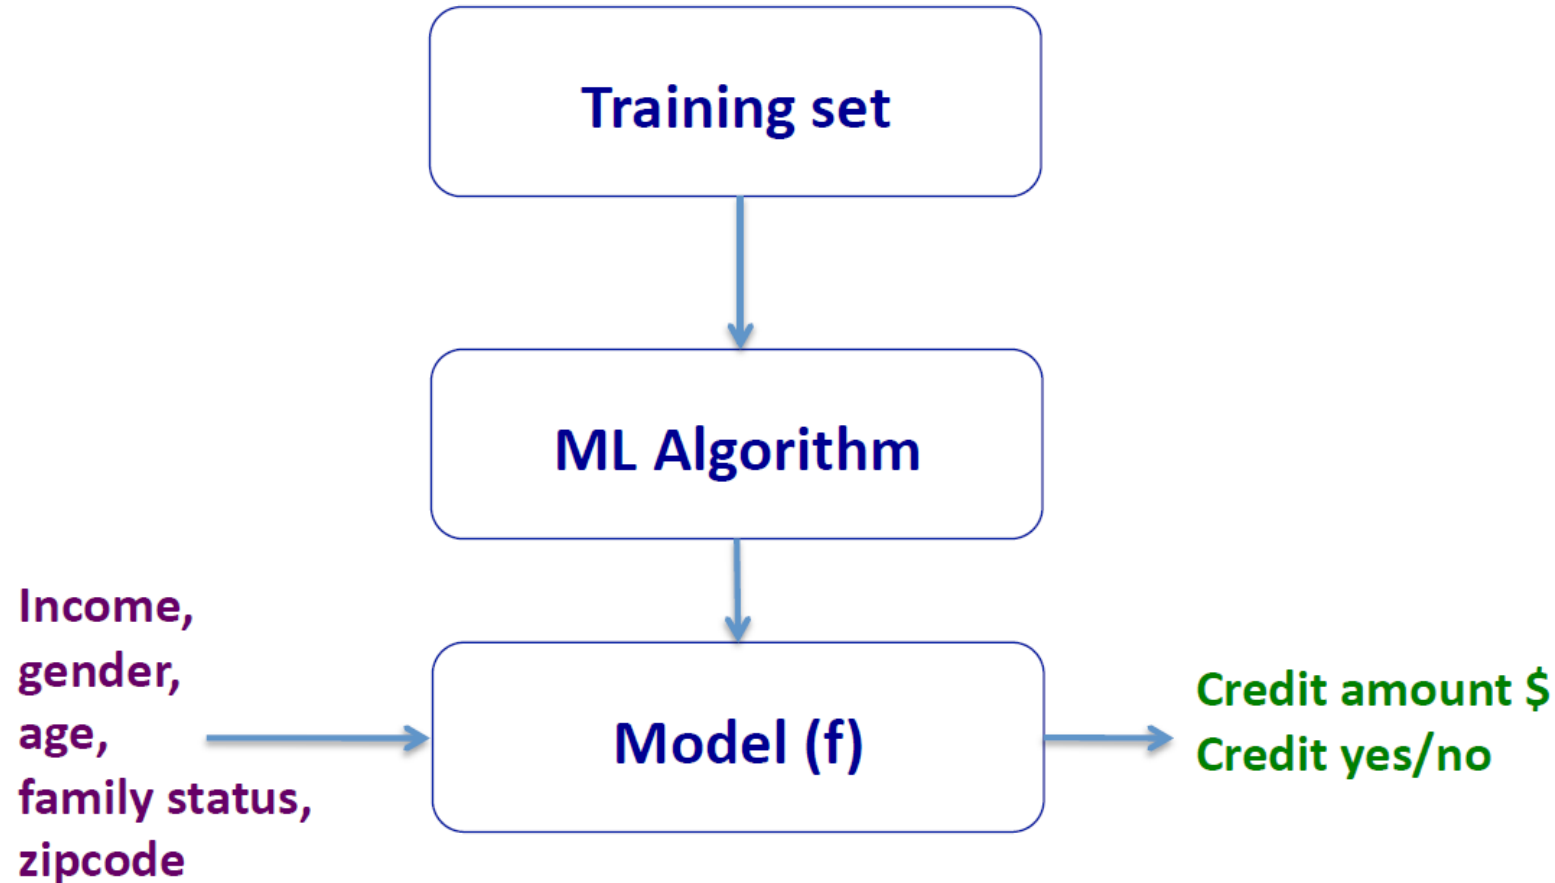 Training set
ML Algorithm
Income,
gender,
age,
family status,
zipcode
Model (f)
Credit amount $
Credit yes/no